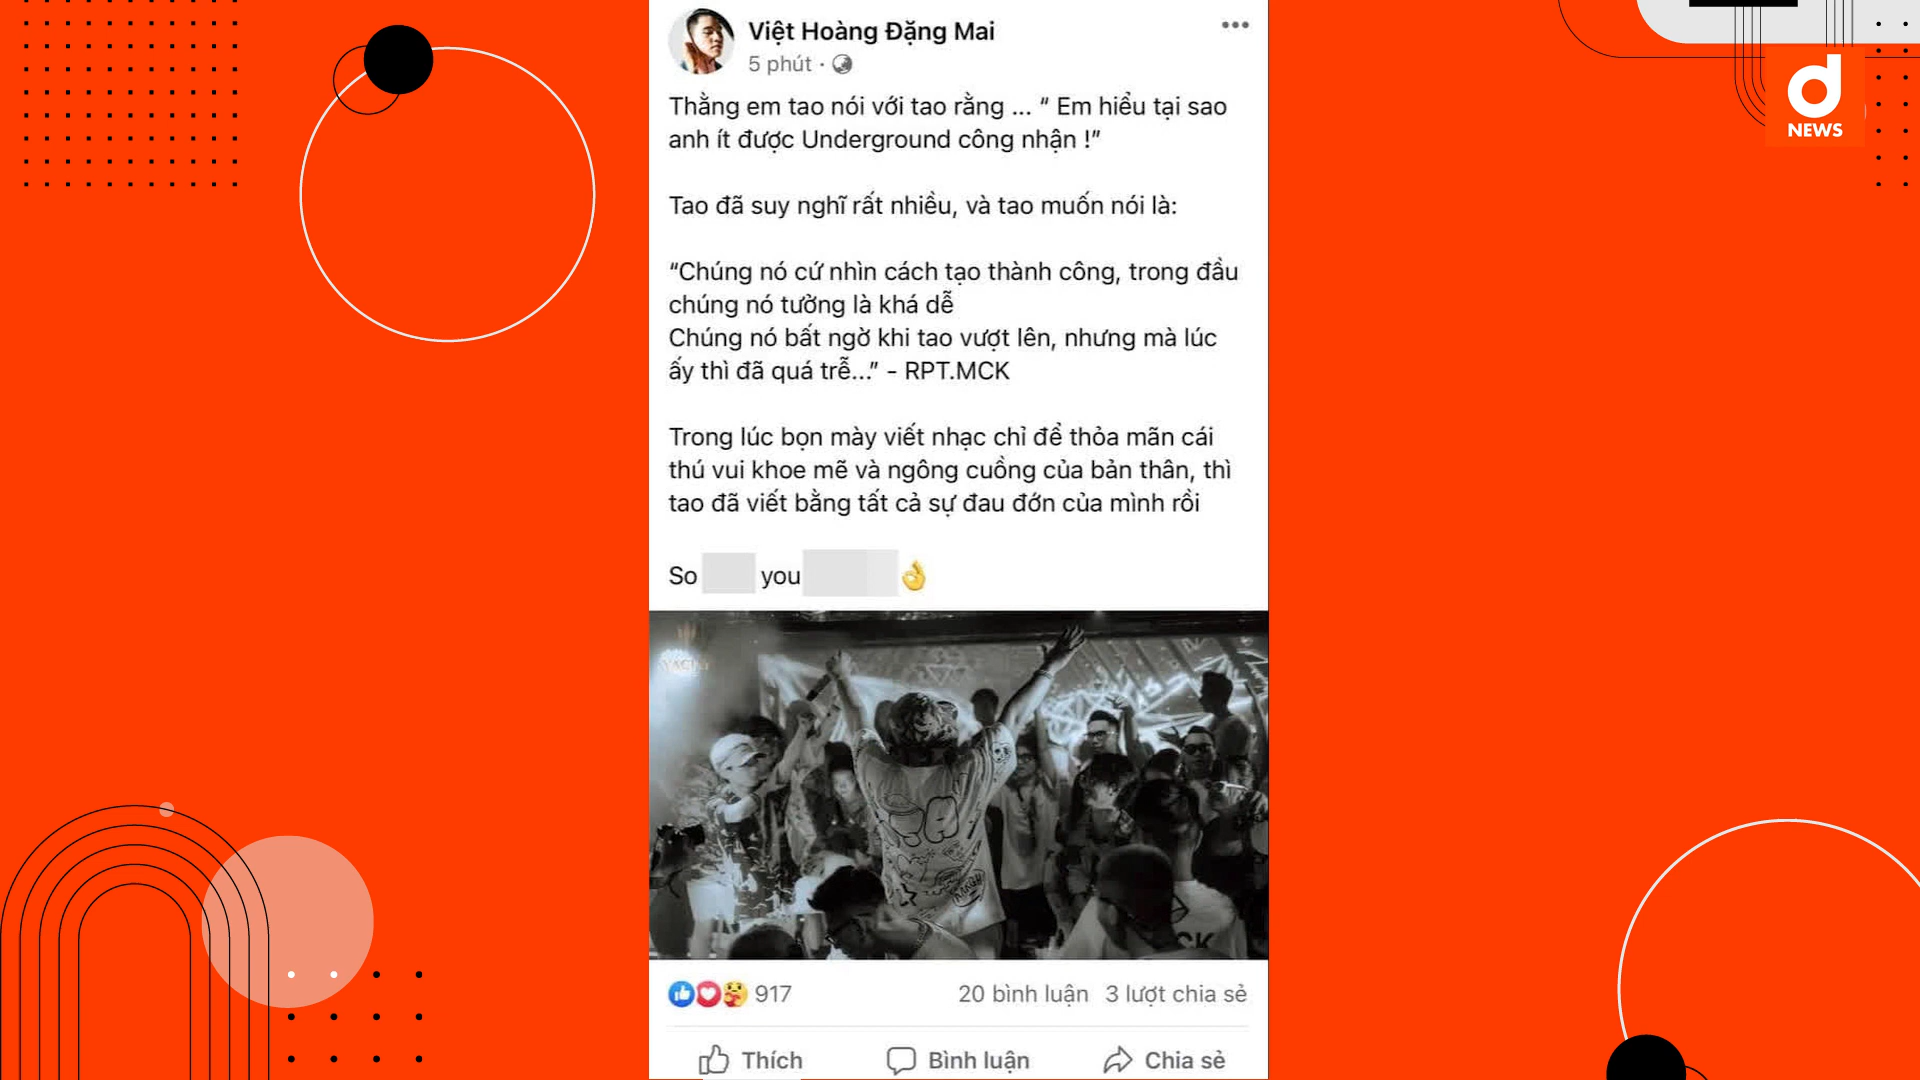 Việt Hoàng Đặng Mai
5 phút ·
d
NEWS
Thằng em tao nói với tao rằng ... “ Em hiểu tại sao
anh ít được Underground công nhận !”
Tao đã suy nghĩ rất nhiều, và tao muốn nói là:
“Chúng nó cứ nhìn cách tạo thành công, trong đầu
chúng nó tưởng là khá dễ
Chúng nó bất ngờ khi tao vượt lên, nhưng mà lúc
ấy thì đã quá trễ...” - RPT.MCK
Trong lúc bọn mày viết nhạc chỉ để thỏa mãn cái
thú vui khoe mẽ và ngông cuồng của bản thân, thì
tao đã viết bằng tất cả sự đau đớn của mình rồi
So you 👌
917
20 bình luận 3 lượt chia sẻ
Thích Bình luận Chia sẻ